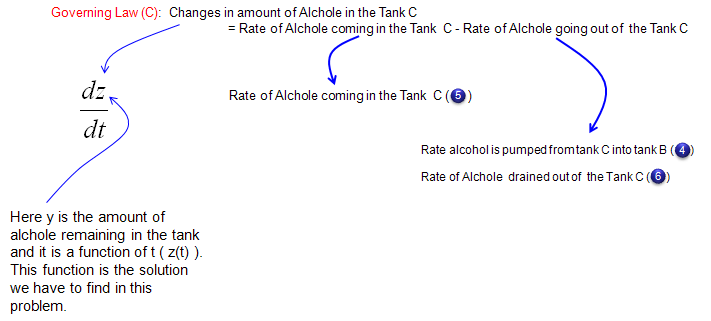 Governing Law (C): Changes in amount of Alchole in the Tank C
= Rate of Alchole coming in the Tank C - Rate of Alchole going out of the Tank C
dz
dt
Rate of Alchole coming in the Tank C (5)
Rate alcohol is pumped from tank C into tank B (4)
Rate of Alchole drained out of the Tank C (6)
Here y is the amount of
alchole remaining in the tank
and it is a function of t ( z(t) ).
This function is the solution
we have to find in this
problem.